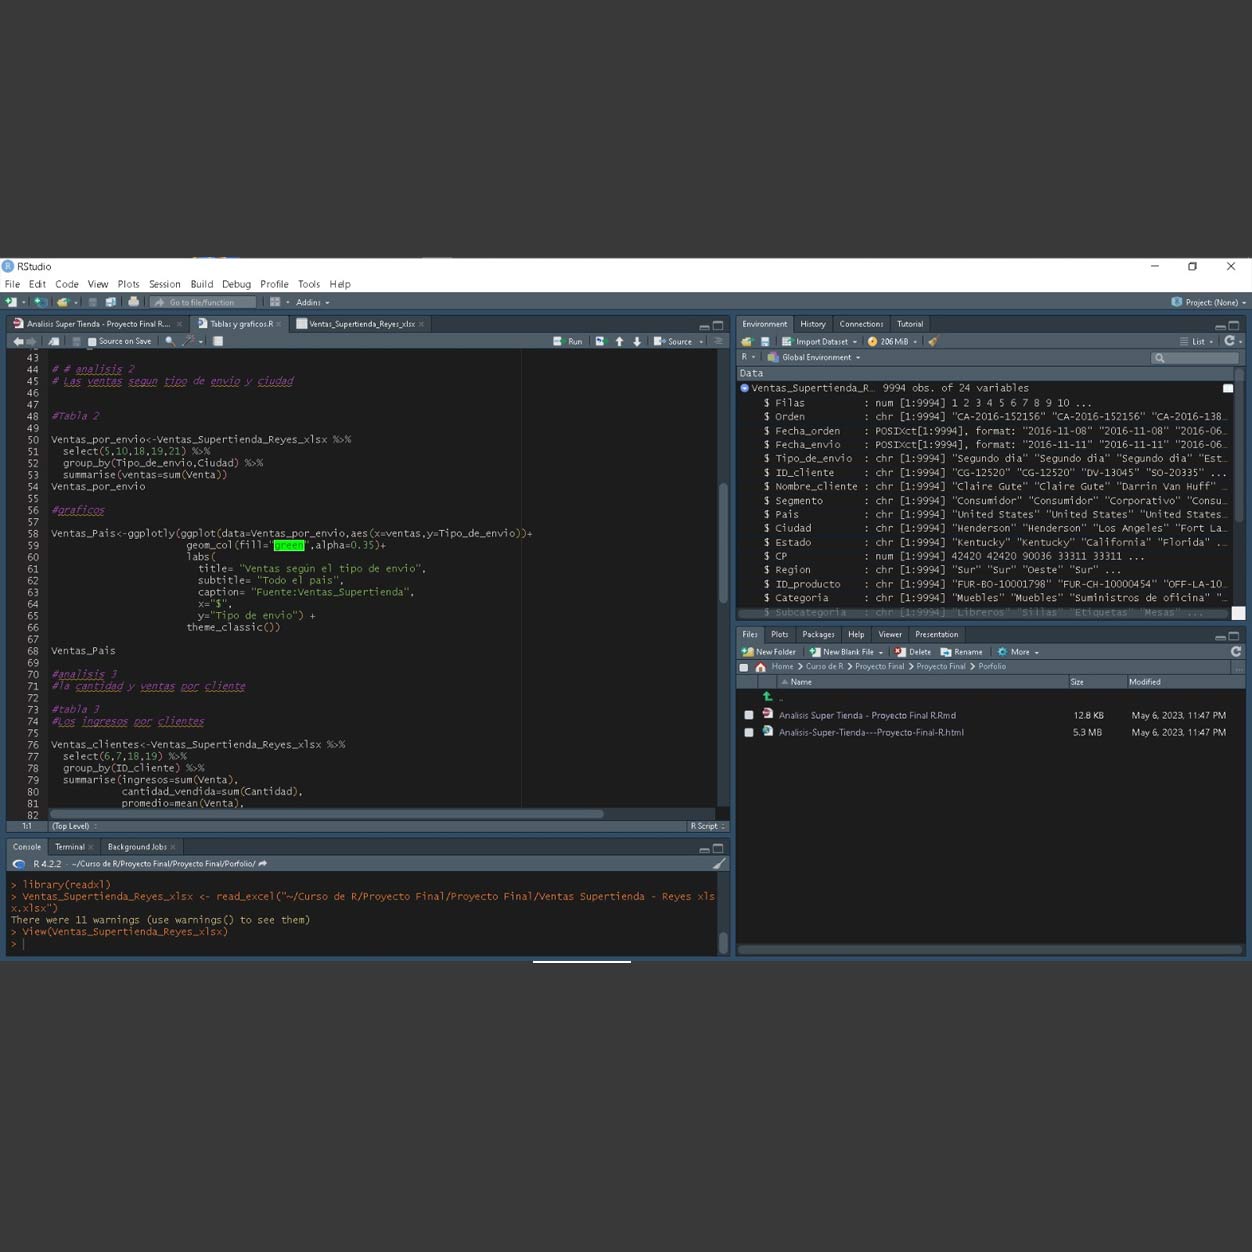 RStudio
File Edit Code View Plots Session Build Debug Profile Tools Help
Go to file/function Addins Project: (None)
Analisis Super Tienda - Proyecto Final R.... Tablas y graficos.R Ventas_Supertienda_Reyes_xlsx
Source on Save Run Source
43
44 # # analisis 2
45 # Las ventas segun tipo de envio y ciudad
46
47
48 #Tabla 2
49
50 Ventas_por_envio<-Ventas_Supertienda_Reyes_xlsx %>%
51 select(5,10,18,19,21) %>%
52 group_by(Tipo_de_envio,Ciudad) %>%
53 summarise(ventas=sum(Venta))
54 Ventas_por_envio
55
56 #graficos
57
58 Ventas_Pais<-ggplotly(ggplot(data=Ventas_por_envio,aes(x=ventas,y=Tipo_de_envio))+
59 geom_col(fill="green",alpha=0.35)+
60 labs(
61 title= "Ventas según el tipo de envio",
62 subtitle= "Todo el pais",
63 caption= "Fuente:Ventas_Supertienda",
64 x="$",
65 y="Tipo de envio") +
66 theme_classic())
67
68 Ventas_Pais
69
70 #analisis 3
71 #la cantidad y ventas por cliente
72
73 #tabla 3
74 #Los ingresos por clientes
75
76 Ventas_clientes<-Ventas_Supertienda_Reyes_xlsx %>%
77 select(6,7,18,19) %>%
78 group_by(ID_cliente) %>%
79 summarise(ingresos=sum(Venta),
80 cantidad_vendida=sum(Cantidad),
81 promedio=mean(Venta),
82
1:1 (Top Level) R Script
Console Terminal Background Jobs
R 4.2.2 · ~/Curso de R/Proyecto Final/Proyecto Final/Porfolio/
> library(readxl)
> Ventas_Supertienda_Reyes_xlsx <- read_excel("~/Curso de R/Proyecto Final/Proyecto Final/Ventas Supertienda - Reyes xls
x.xlsx")
There were 11 warnings (use warnings() to see them)
> View(Ventas_Supertienda_Reyes_xlsx)
>
Environment History Connections Tutorial
Import Dataset 206 MiB List
R Global Environment
Data
Ventas_Supertienda_R… 9994 obs. of 24 variables
$ Filas : num [1:9994] 1 2 3 4 5 6 7 8 9 10 ...
$ Orden : chr [1:9994] "CA-2016-152156" "CA-2016-152156" "CA-2016-138…
$ Fecha_orden : POSIXct[1:9994], format: "2016-11-08" "2016-11-08" "2016-06…
$ Fecha_envio : POSIXct[1:9994], format: "2016-11-11" "2016-11-11" "2016-06…
$ Tipo_de_envio : chr [1:9994] "Segundo dia" "Segundo dia" "Segundo dia" "Est…
$ ID_cliente : chr [1:9994] "CG-12520" "CG-12520" "DV-13045" "SO-20335" ...
$ Nombre_cliente : chr [1:9994] "Claire Gute" "Claire Gute" "Darrin Van Huff" …
$ Segmento : chr [1:9994] "Consumidor" "Consumidor" "Corporativo" "Consu…
$ Pais : chr [1:9994] "United States" "United States" "United States"…
$ Ciudad : chr [1:9994] "Henderson" "Henderson" "Los Angeles" "Fort La…
$ Estado : chr [1:9994] "Kentucky" "Kentucky" "California" "Florida" …
$ CP : num [1:9994] 42420 42420 90036 33311 33311 ...
$ Region : chr [1:9994] "Sur" "Sur" "Oeste" "Sur" ...
$ ID_producto : chr [1:9994] "FUR-BO-10001798" "FUR-CH-10000454" "OFF-LA-10…
$ Categoria : chr [1:9994] "Muebles" "Muebles" "Suministros de oficina" "…
$ Subcategoria : chr [1:9994] "Libreros" "Sillas" "Etiquetas" "Mesas" ...
Files Plots Packages Help Viewer Presentation
New Folder New Blank File Delete Rename More
Home Curso de R Proyecto Final Proyecto Final Porfolio ...
Name Size Modified
..
Analisis Super Tienda - Proyecto Final R.Rmd 12.8 KB May 6, 2023, 11:47 PM
Analisis-Super-Tienda---Proyecto-Final-R.html 5.3 MB May 6, 2023, 11:47 PM